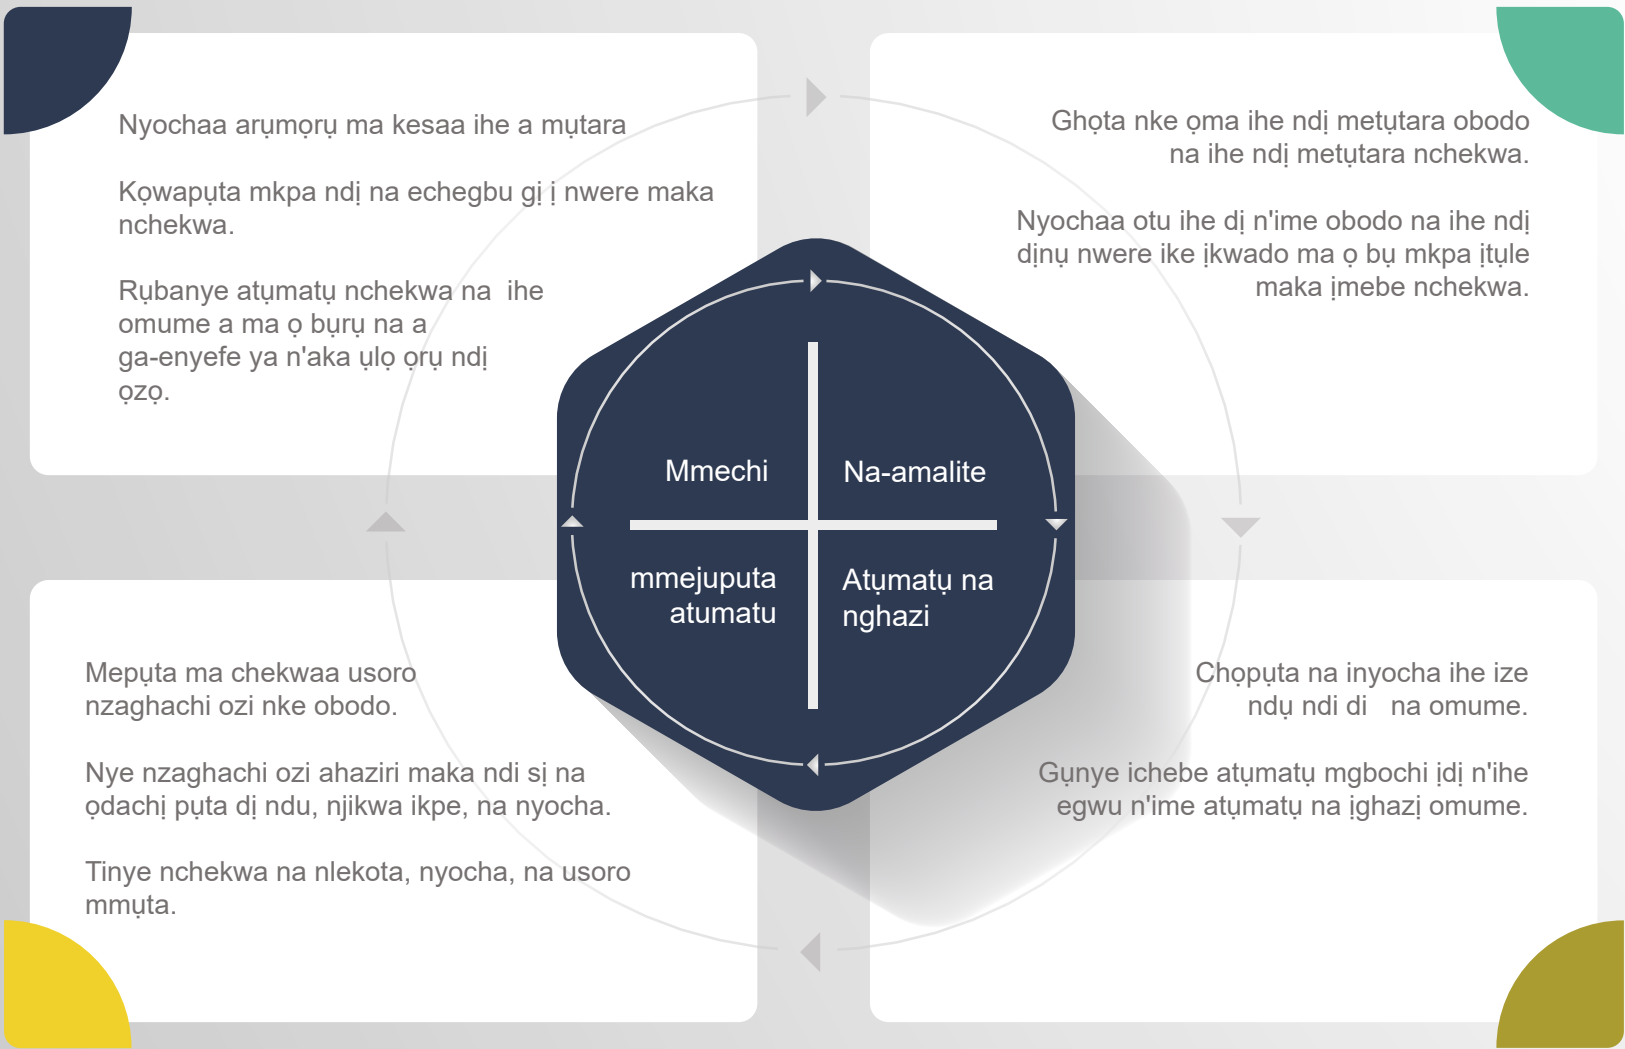 Nyochaa arụmọrụ ma kesaa ihe a mụtara
Kọwapụta mkpa ndị na echegbu gị ị nwere maka
nchekwa.
Rụbanye atụmatụ nchekwa na  ihe
omume a ma ọ bụrụ na a
ga-enyefe ya n'aka ụlọ ọrụ ndị
ọzọ.
Ghọta nke ọma ihe ndị metụtara obodo
na ihe ndị metụtara nchekwa.
Nyochaa otu ihe dị n'ime obodo na ihe ndị
dịnụ nwere ike ịkwado ma ọ bụ mkpa ịtụle
maka ịmebe nchekwa.
Mmechi
Na-amalite
mmejuputa
atumatu
Atụmatụ na
nghazi
Mepụta ma chekwaa usoro
nzaghachi ozi nke obodo.
Nye nzaghachi ozi ahaziri maka ndi sị na
ọdachị pụta dị ndu, njikwa ikpe, na nyocha.
Tinye nchekwa na nlekota, nyocha, na usoro
mmụta.
Chọpụta na inyocha ihe ize
ndụ ndi di   na omume.
Gụnye ichebe atụmatụ mgbochi ịdị n'ihe
egwu n'ime atụmatụ na ịghazị omume.